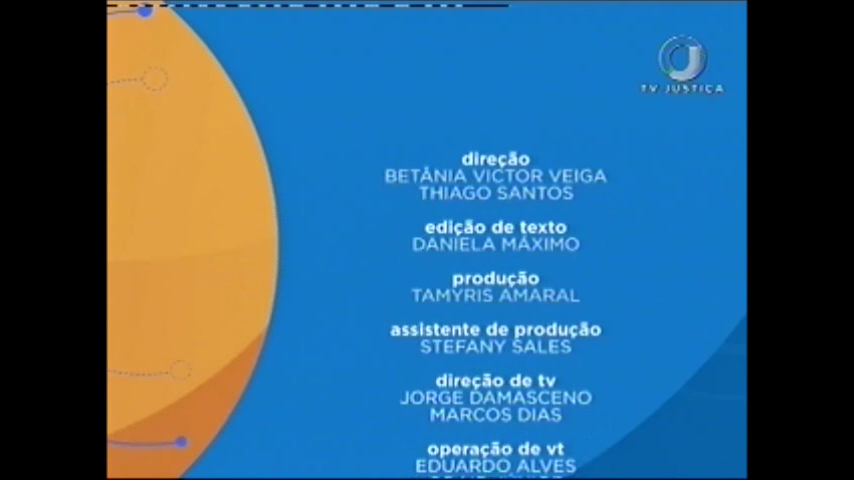 TV JUSTIÇA
direção
BETÂNIA VICTOR VEIGA
THIAGO SANTOS
edição de texto
DANIELA MÁXIMO
produção
TAMYRIS AMARAL
assistente de produção
STEFANY SALES
direção de tv
JORGE DAMASCENO
MARCOS DIAS
operação de vt
EDUARDO ALVES